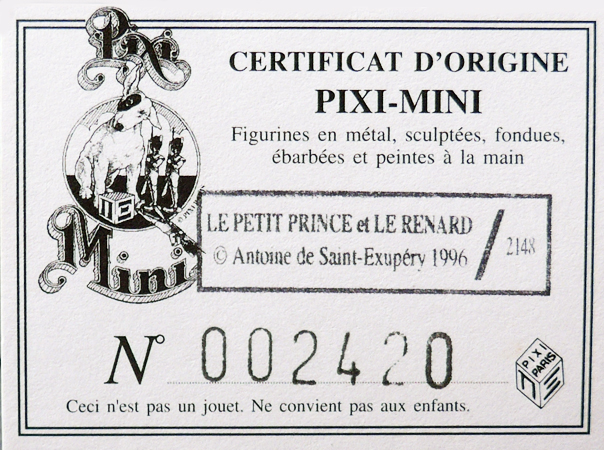 Pixi
Mini
CERTIFICAT D'ORIGINE
PIXI-MINI
Figurines en métal, sculptées, fondues,
ébarbées et peintes à la main
LE PETIT PRINCE et LE RENARD
© Antoine de Saint-Exupéry 1996 / 2148
N° 002420
PIXI
PARIS
Ceci n'est pas un jouet. Ne convient pas aux enfants.